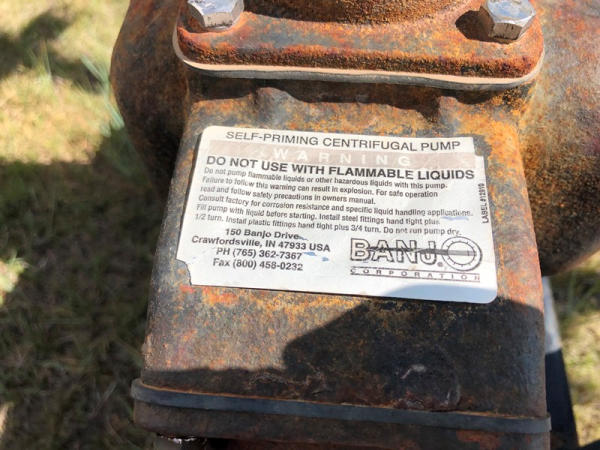 SELF-PRIMING CENTRIFUGAL PUMP
WARNING
DO NOT USE WITH FLAMMABLE LIQUIDS
Do not pump flammable liquids or other hazardous liquids with this pump.
Failure to follow this warning can result in explosion. For safe operation
read and follow safety precautions in owners manual.
Consult factory for corrosion resistance and specific liquid handling applications.
Fill pump with liquid before starting. Install steel fittings hand tight plus
1/2 turn. Install plastic fittings hand tight plus 3/4 turn. Do not run pump dry.
150 Banjo Drive
Crawfordsville, IN 47933 USA
PH (765) 362-7367
Fax (800) 458-0232
BANJO
CORPORATION
LABEL #12910